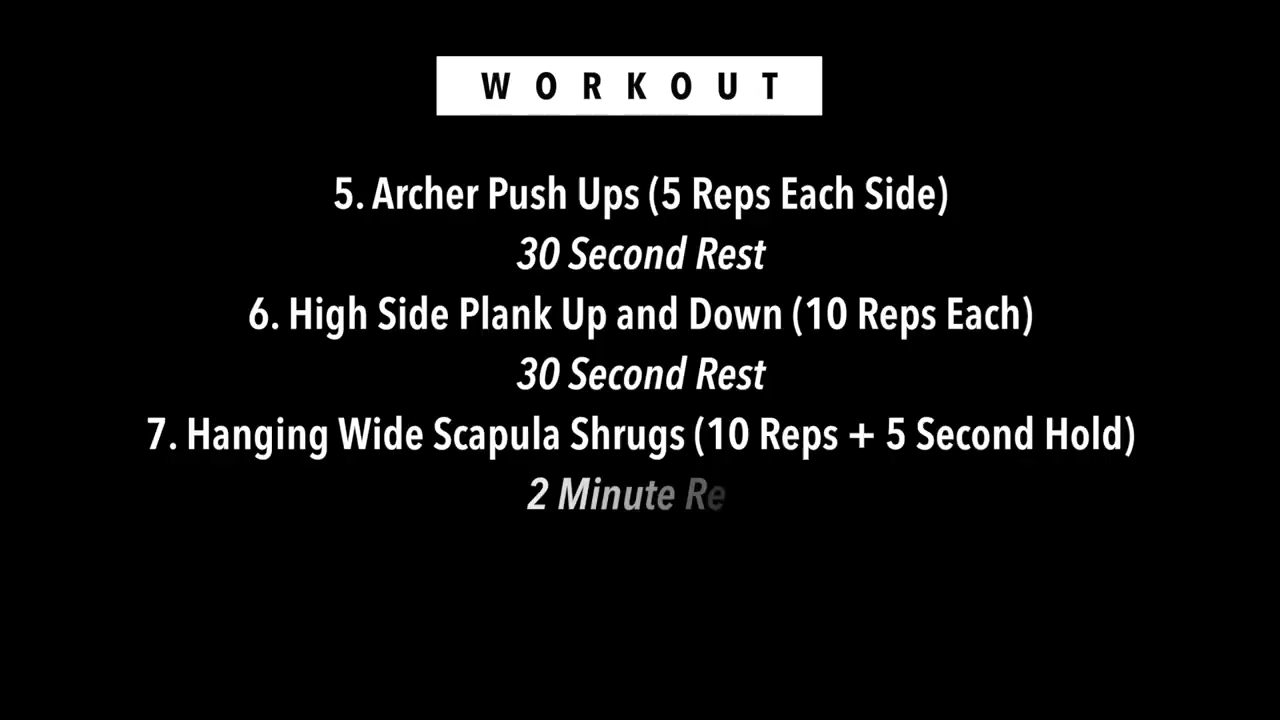 WORKOUT
5. Archer Push Ups (5 Reps Each Side)
30 Second Rest
6. High Side Plank Up and Down (10 Reps Each)
30 Second Rest
7. Hanging Wide Scapula Shrugs (10 Reps + 5 Second Hold)
2 Minute Re